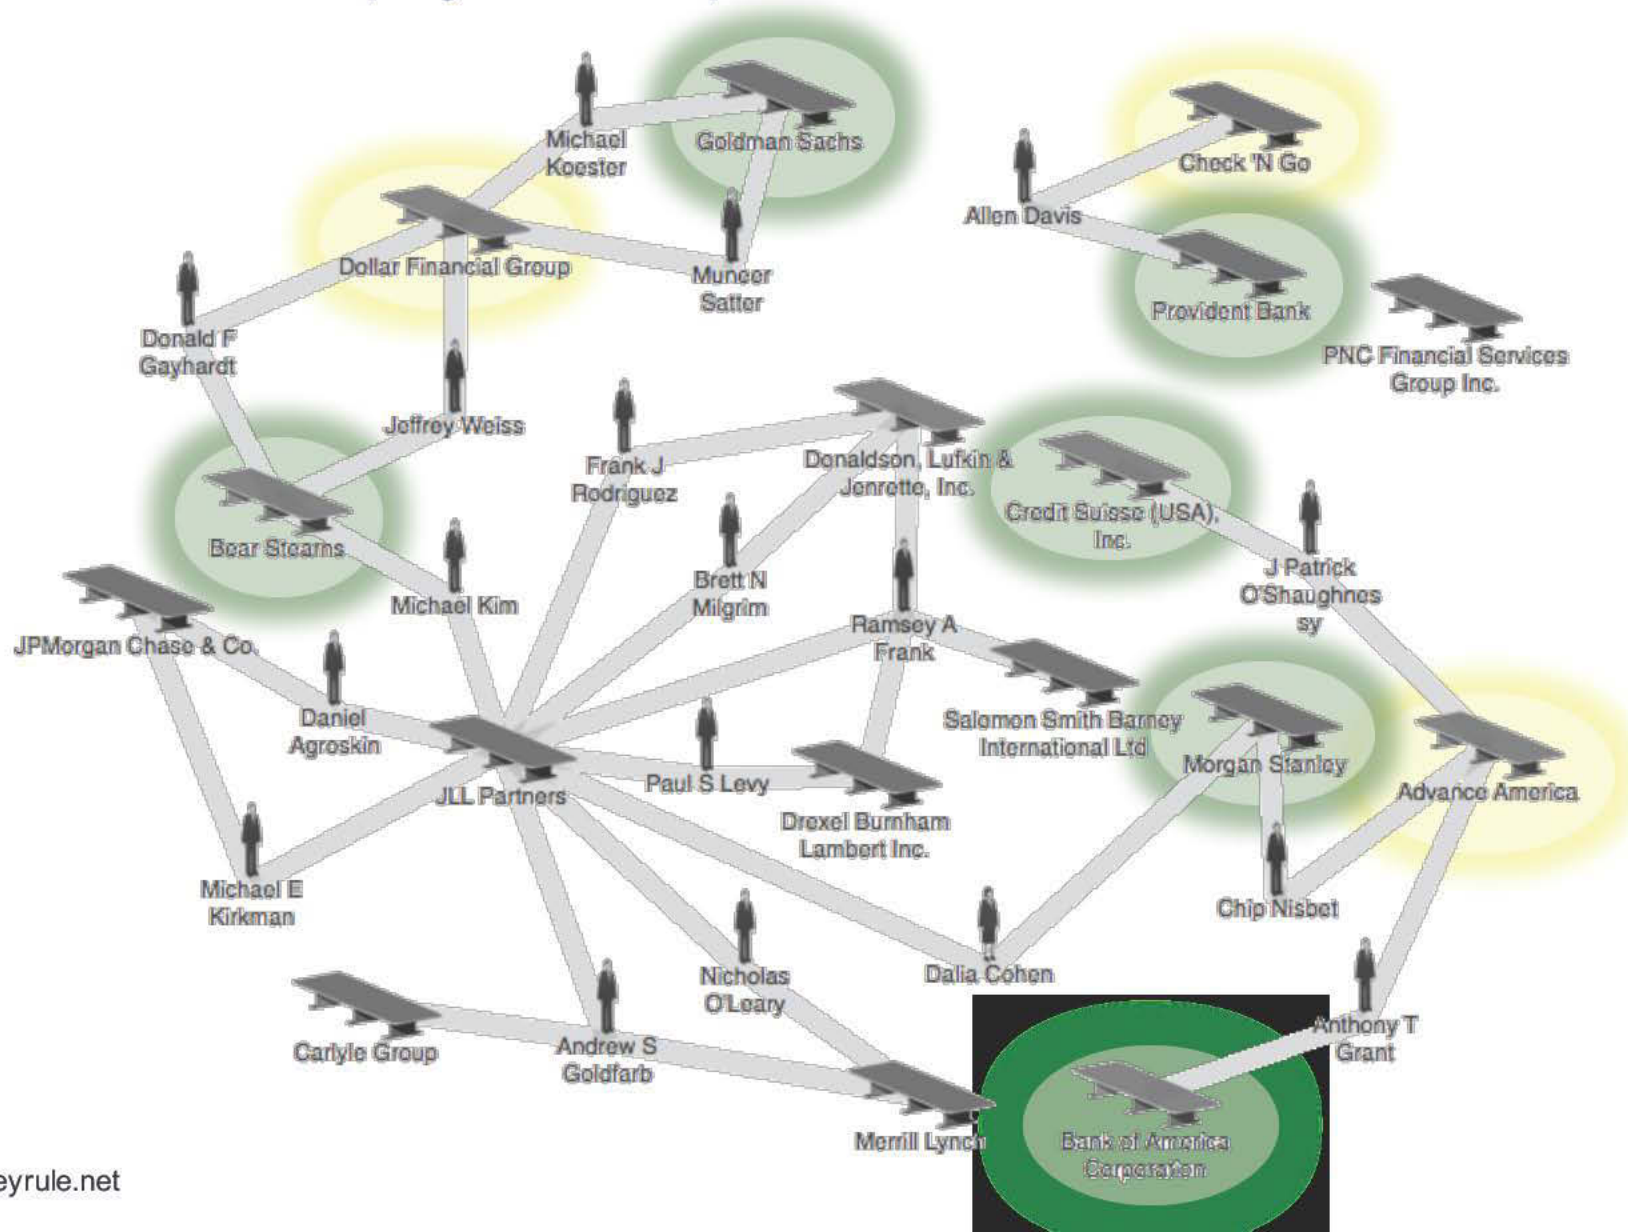 Michael
Koester
Goldman Sachs
Check 'N Go
Allen Davis
Dollar Financial Group
Muneer
Satter
Provident Bank
Donald F
Gayhardt
PNC Financial Services
Group Inc.
Jeffrey Weiss
Frank J
Rodriguez
Donaldson, Lufkin &
Jenrette, Inc.
Credit Suisse (USA),
Inc.
Bear Stearns
J Patrick
O'Shaughnes
sy
Michael Kim
Brett N
Milgrim
Ramsey A
Frank
JPMorgan Chase & Co.
Daniel
Agroskin
Salomon Smith Barney
International Ltd
Morgan Stanley
Advance America
JLL Partners
Paul S Levy
Drexel Burnham
Lambert Inc.
Michael E
Kirkman
Chip Nisbet
Nicholas
O'Leary
Dalia Cohen
Anthony T
Grant
Carlyle Group
Andrew S
Goldfarb
Merrill Lynch
Bank of America
Corporation
eyrule.net